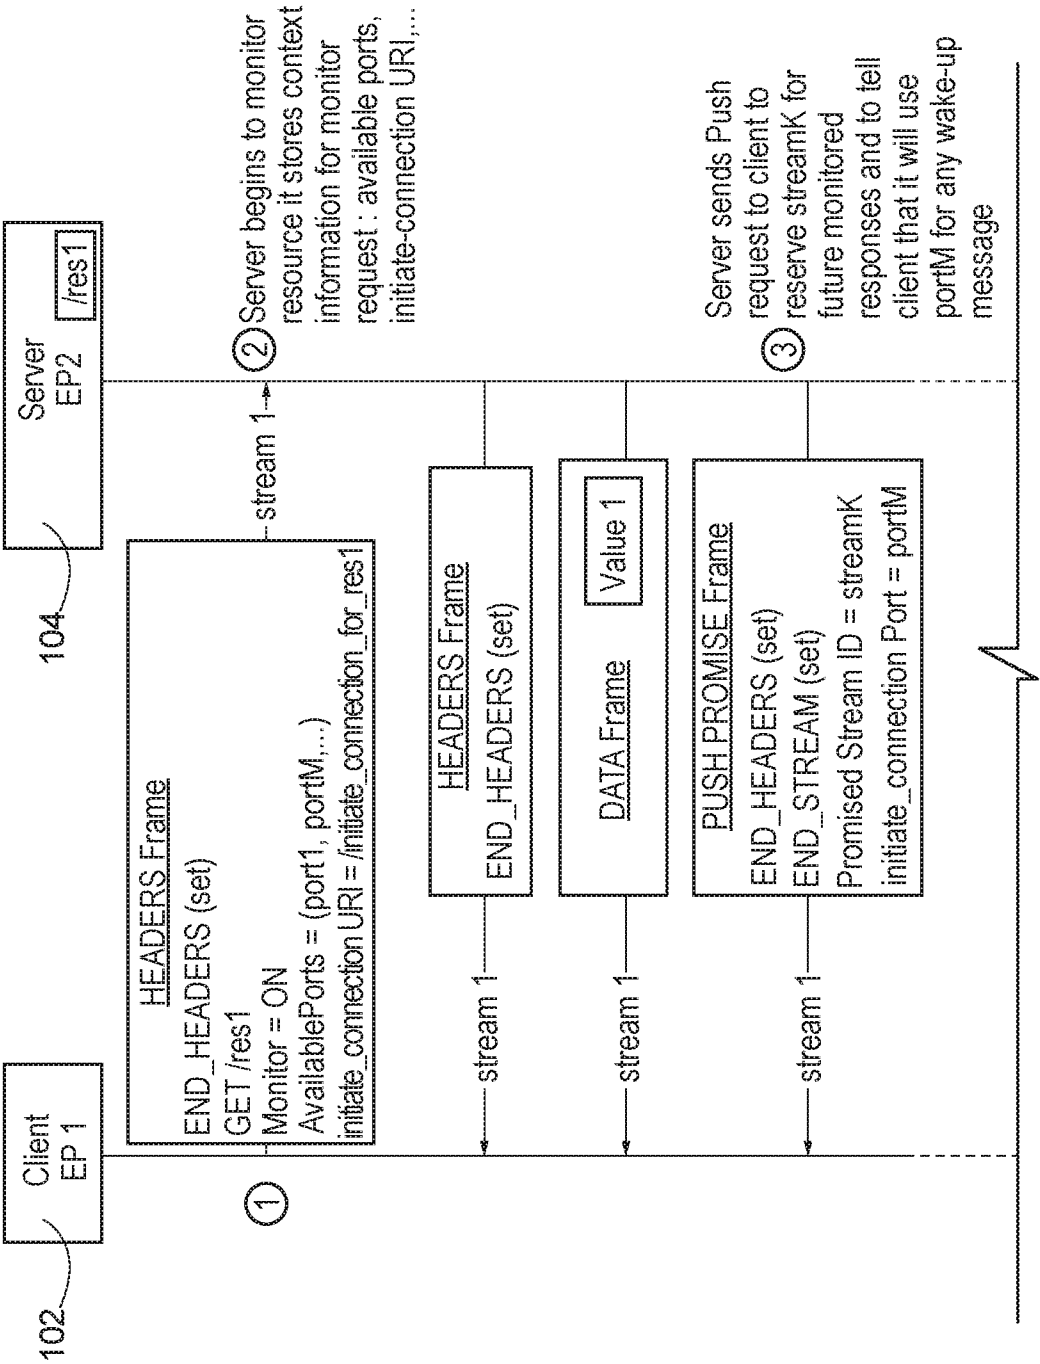 102
Client
EP 1
104
Server
EP2
/res1
1
HEADERS Frame
END_HEADERS (set)
GET /res1
Monitor = ON
AvailablePorts = (port1, portM,...)
initiate_connection URI = /initiate_connection_for_res1
stream 1
2
Server begins to monitor
resource it stores context
information for monitor
request : available ports,
initiate-connection URI,...
stream 1
HEADERS Frame
END_HEADERS (set)
stream 1
DATA Frame
Value 1
stream 1
PUSH PROMISE Frame
END_HEADERS (set)
END_STREAM (set)
Promised Stream ID = streamK
initiate_connection Port = portM
3
Server sends Push
request to client to
reserve streamK for
future monitored
responses and to tell
client that it will use
portM for any wake-up
message